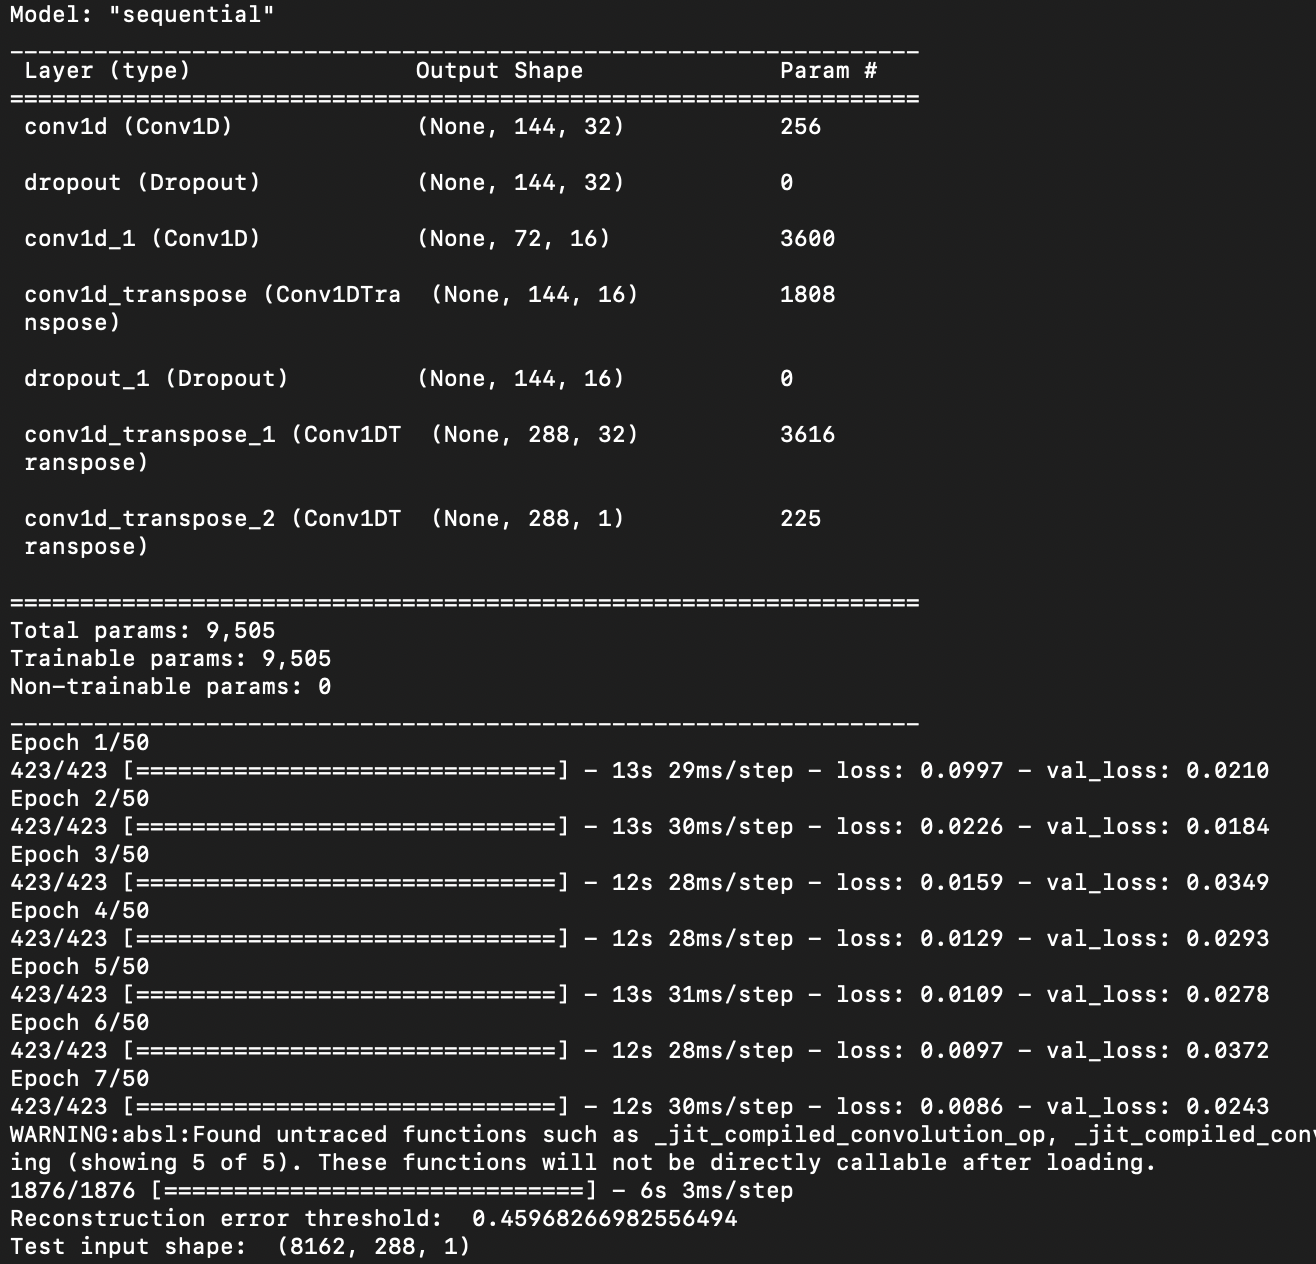 Model: "sequential"
_________________________________________________________________
Layer (type) Output Shape Param #
=================================================================
conv1d (Conv1D) (None, 144, 32) 256
dropout (Dropout) (None, 144, 32) 0
conv1d_1 (Conv1D) (None, 72, 16) 3600
conv1d_transpose (Conv1DTra (None, 144, 16) 1808
nspose)
dropout_1 (Dropout) (None, 144, 16) 0
conv1d_transpose_1 (Conv1DT (None, 288, 32) 3616
ranspose)
conv1d_transpose_2 (Conv1DT (None, 288, 1) 225
ranspose)
=================================================================
Total params: 9,505
Trainable params: 9,505
Non-trainable params: 0
_________________________________________________________________
Epoch 1/50
423/423 [==============================] - 13s 29ms/step - loss: 0.0997 - val_loss: 0.0210
Epoch 2/50
423/423 [==============================] - 13s 30ms/step - loss: 0.0226 - val_loss: 0.0184
Epoch 3/50
423/423 [==============================] - 12s 28ms/step - loss: 0.0159 - val_loss: 0.0349
Epoch 4/50
423/423 [==============================] - 12s 28ms/step - loss: 0.0129 - val_loss: 0.0293
Epoch 5/50
423/423 [==============================] - 13s 31ms/step - loss: 0.0109 - val_loss: 0.0278
Epoch 6/50
423/423 [==============================] - 12s 28ms/step - loss: 0.0097 - val_loss: 0.0372
Epoch 7/50
423/423 [==============================] - 12s 30ms/step - loss: 0.0086 - val_loss: 0.0243
WARNING:absl:Found untraced functions such as _jit_compiled_convolution_op, _jit_compiled_conv
ing (showing 5 of 5). These functions will not be directly callable after loading.
1876/1876 [==============================] - 6s 3ms/step
Reconstruction error threshold: 0.45968266982556494
Test input shape: (8162, 288, 1)